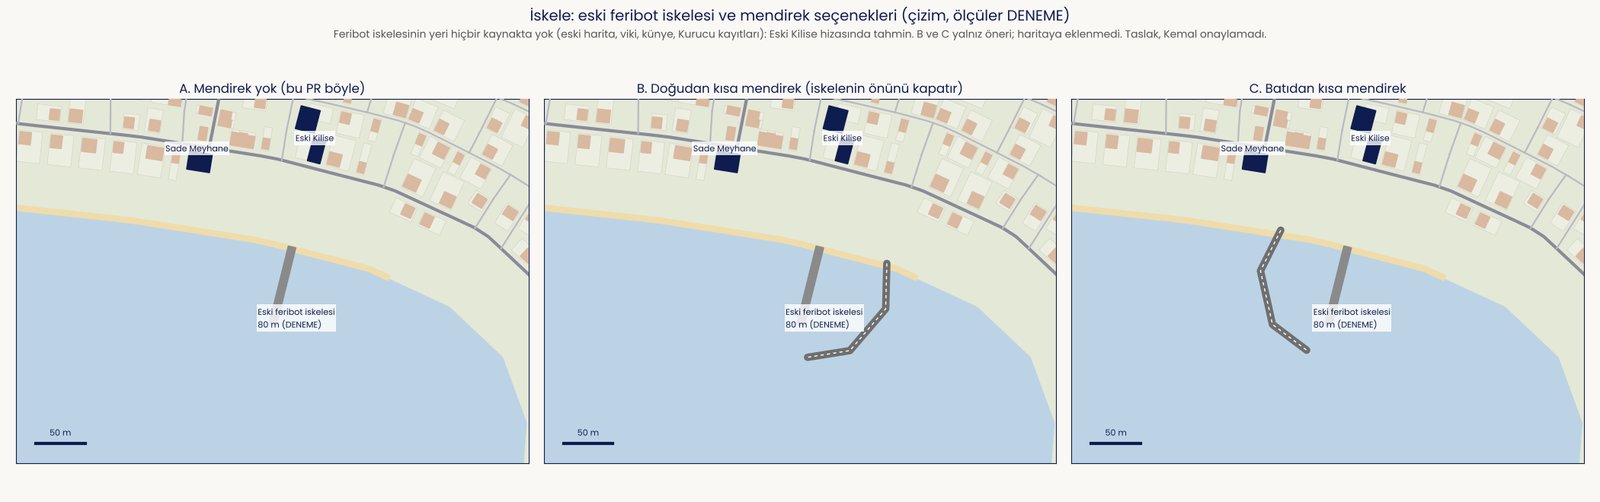 İskele: eski feribot iskelesi ve mendirek seçenekleri (çizim, ölçüler DENEME)
Feribot iskelesinin yeri hiçbir kaynakta yok (eski harita, viki, künye, Kurucu kayıtları): Eski Kilise hizasında tahmin. B ve C yalnız öneri; haritaya eklenmedi. Taslak, Kemal onaylamadı.
A. Mendirek yok (bu PR böyle)
Eski Kilise
Sade Meyhane
Eski feribot iskelesi
80 m (DENEME)
50 m
B. Doğudan kısa mendirek (iskelenin önünü kapatır)
Eski Kilise
Sade Meyhane
Eski feribot iskelesi
80 m (DENEME)
50 m
C. Batıdan kısa mendirek
Eski Kilise
Sade Meyhane
Eski feribot iskelesi
80 m (DENEME)
50 m